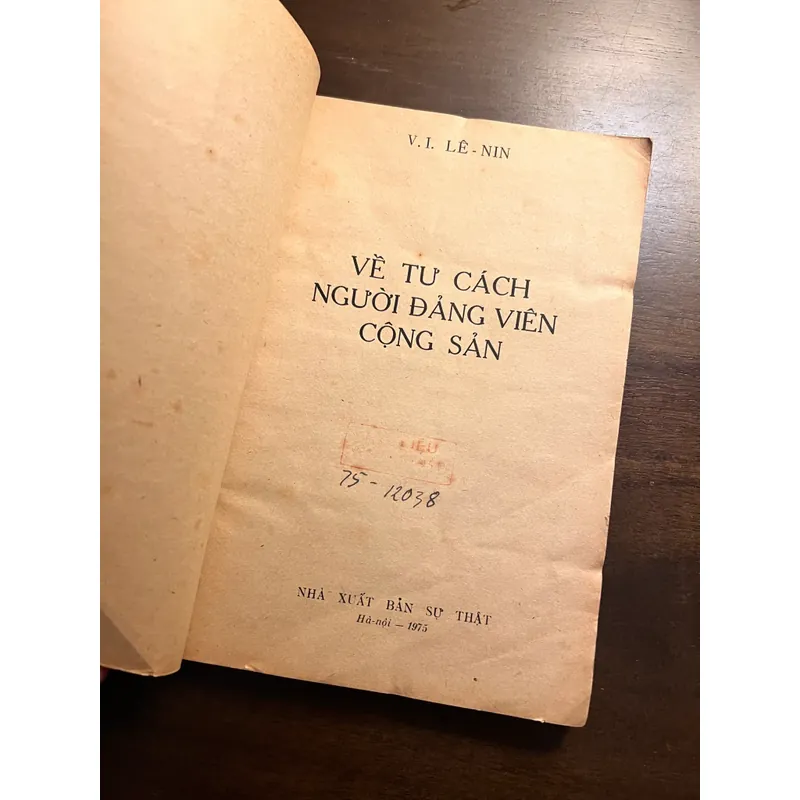 V.I. LÊ-NIN
VỀ TƯ CÁCH
NGƯỜI ĐẢNG VIÊN
CỘNG SẢN
75-12038
NHÀ XUẤT BẢN SỰ THẬT
Hà-nội — 1975